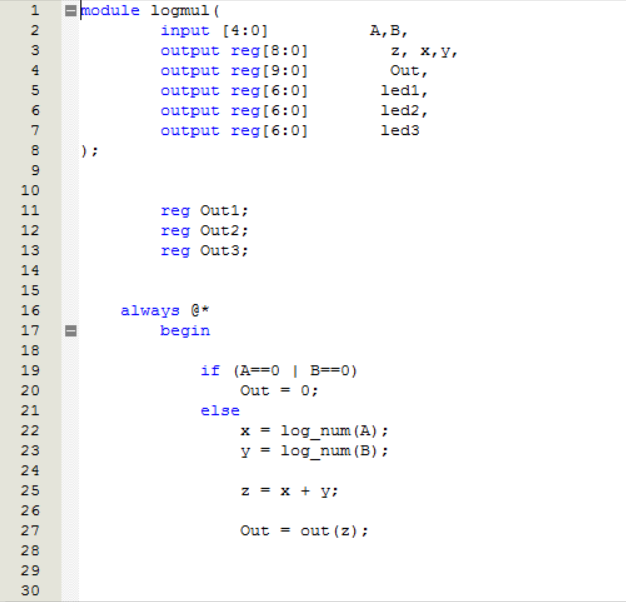 1 module logmul(
2 input [4:0] A,B,
3 output reg[8:0] z, x,y,
4 output reg[9:0] Out,
5 output reg[6:0] led1,
6 output reg[6:0] led2,
7 output reg[6:0] led3
8 );
9
10
11 reg Out1;
12 reg Out2;
13 reg Out3;
14
15
16 always @*
17 begin
18
19 if (A==0 | B==0)
20 Out = 0;
21 else
22 x = log_num(A);
23 y = log_num(B);
24
25 z = x + y;
26
27 Out = out(z);
28
29
30